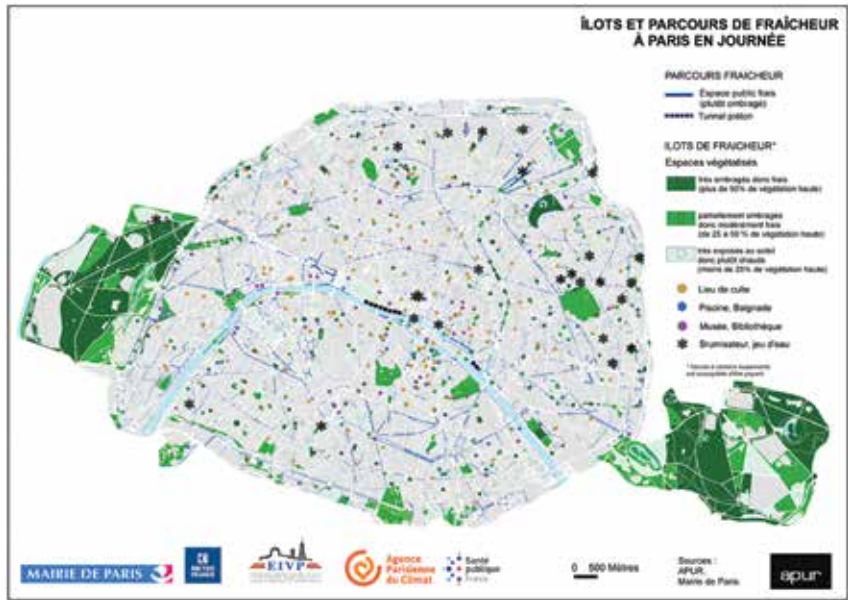 ÎLOTS ET PARCOURS DE FRAÎCHEUR
À PARIS EN JOURNÉE
PARCOURS FRAICHEUR
Espace public frais
(plutôt ombragé)
Tunnel piéton
ILOTS DE FRAICHEUR*
Espaces végétalisés
très ombragés donc frais
(plus de 50% de végétation haute)
partiellement ombragés
donc modérément frais
(de 25 à 50 % de végétation haute)
très exposés au soleil
donc plutôt chauds
(moins de 25% de végétation haute)
Lieu de culte
Piscine, Baignade
Musée, Bibliothèque
Brumisateur, jeu d'eau
MAIRIE DE PARIS
METEO FRANCE
EIVP
Agence
Parisienne
du Climat
Santé
publique
France
0 500 Mètres
Sources :
APUR,
Mairie de Paris
apur